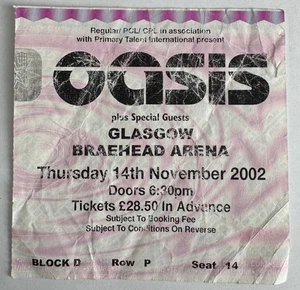 Regular/ PCL/ CPL in association
with Primary Talent International present
oasis
plus Special Guests
GLASGOW
BRAEHEAD ARENA
Thursday 14th November 2002
Doors 6:30pm
Tickets £28.50 In Advance
Subject To Booking Fee
Subject To Conditions On Reverse
BLOCK D Row P Seat 14